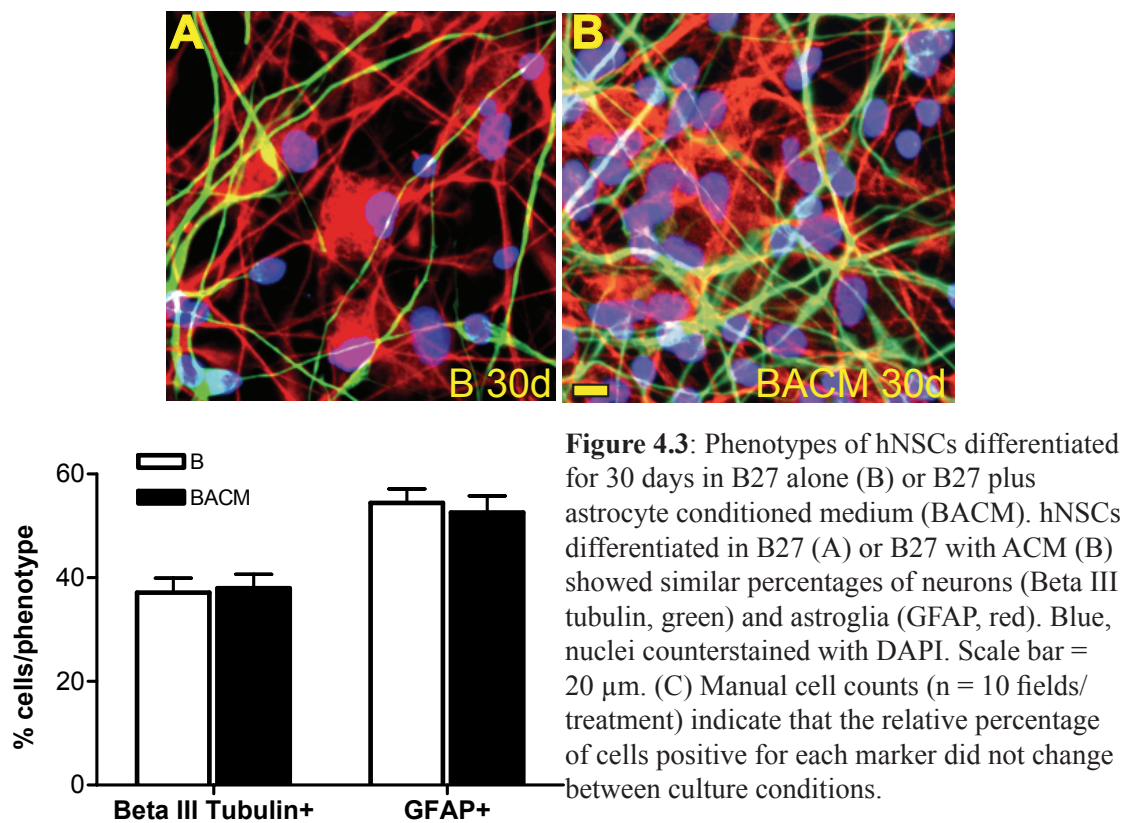 A
B
B 30d
BACM 30d
B
BACM
60
40
20
0
% cells/phenotype
Beta III Tubulin+
GFAP+
Figure 4.3: Phenotypes of hNSCs differentiated
for 30 days in B27 alone (B) or B27 plus
astrocyte conditioned medium (BACM). hNSCs
differentiated in B27 (A) or B27 with ACM (B)
showed similar percentages of neurons (Beta III
tubulin, green) and astroglia (GFAP, red). Blue,
nuclei counterstained with DAPI. Scale bar =
20 µm. (C) Manual cell counts (n = 10 fields/
treatment) indicate that the relative percentage
of cells positive for each marker did not change
between culture conditions.